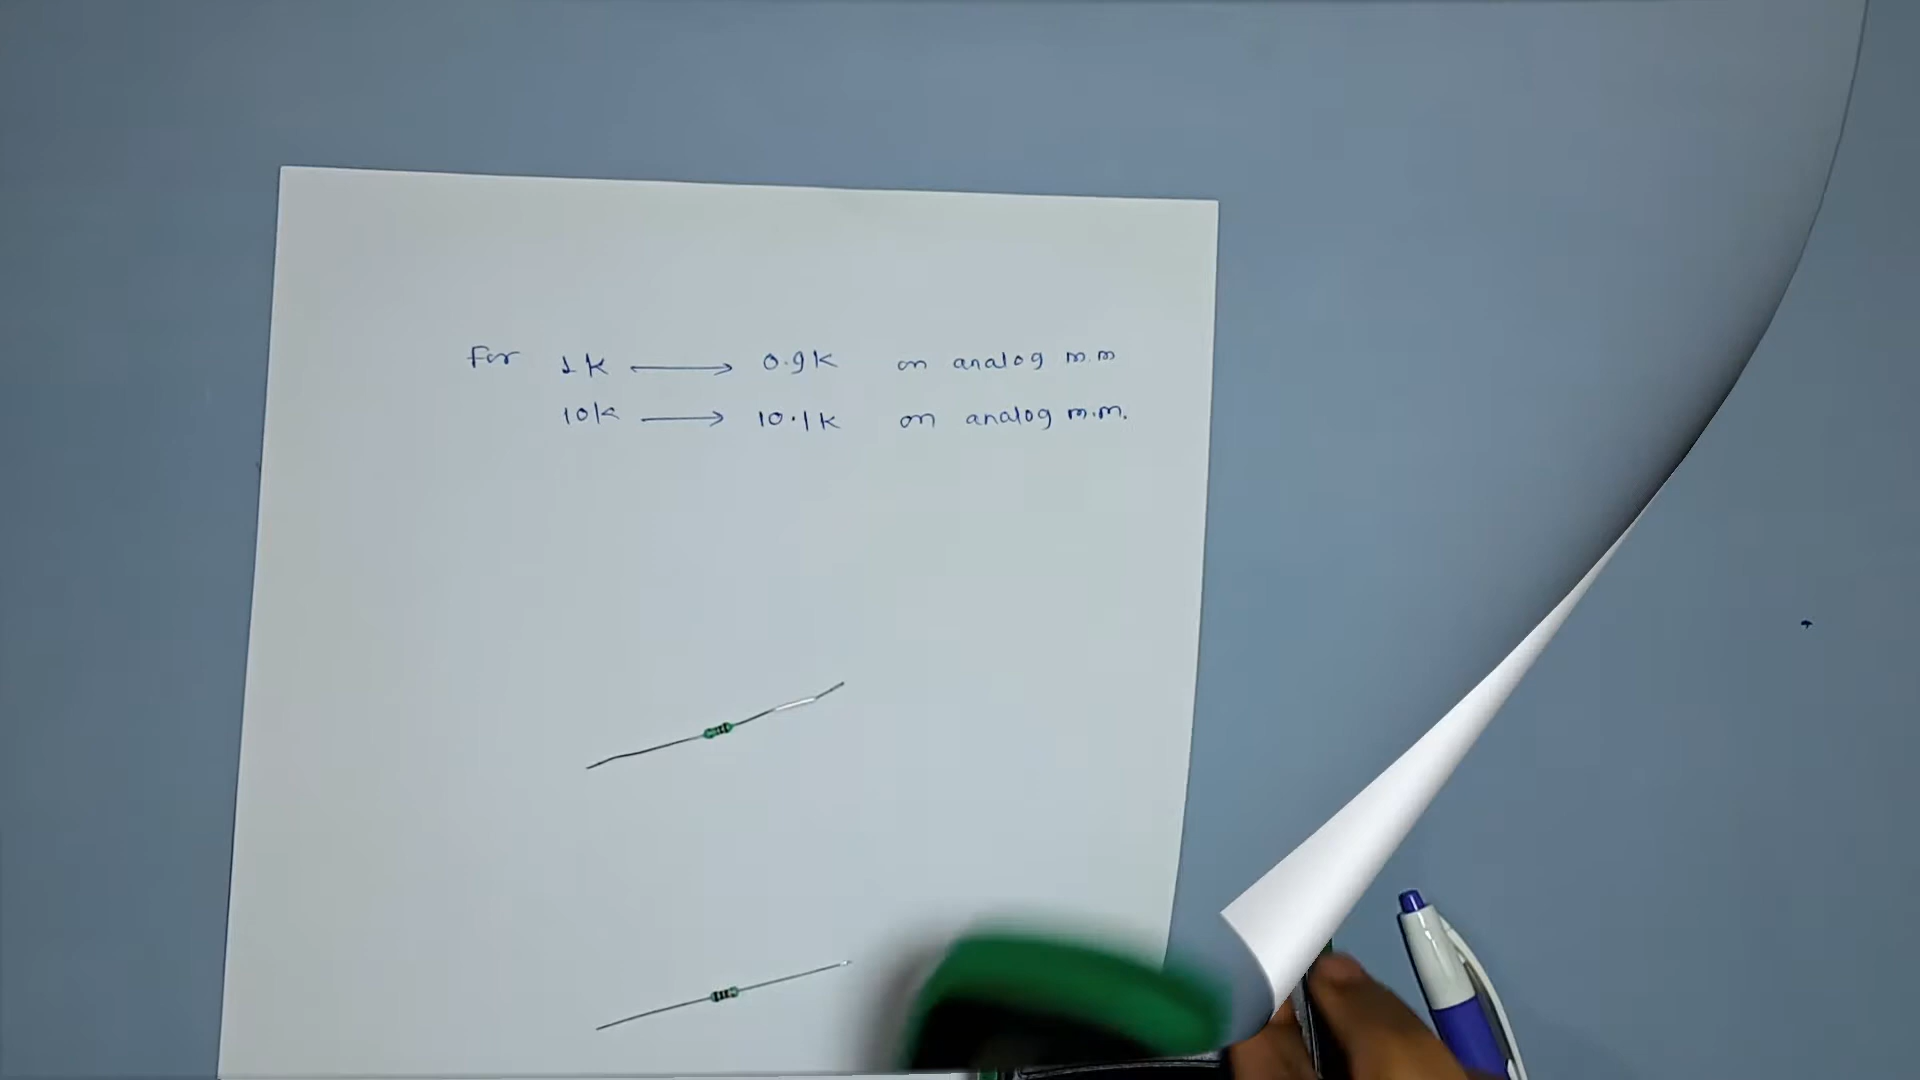 For 1k → 0.9k on analog m.m
10k → 10.1k on analog m.m.